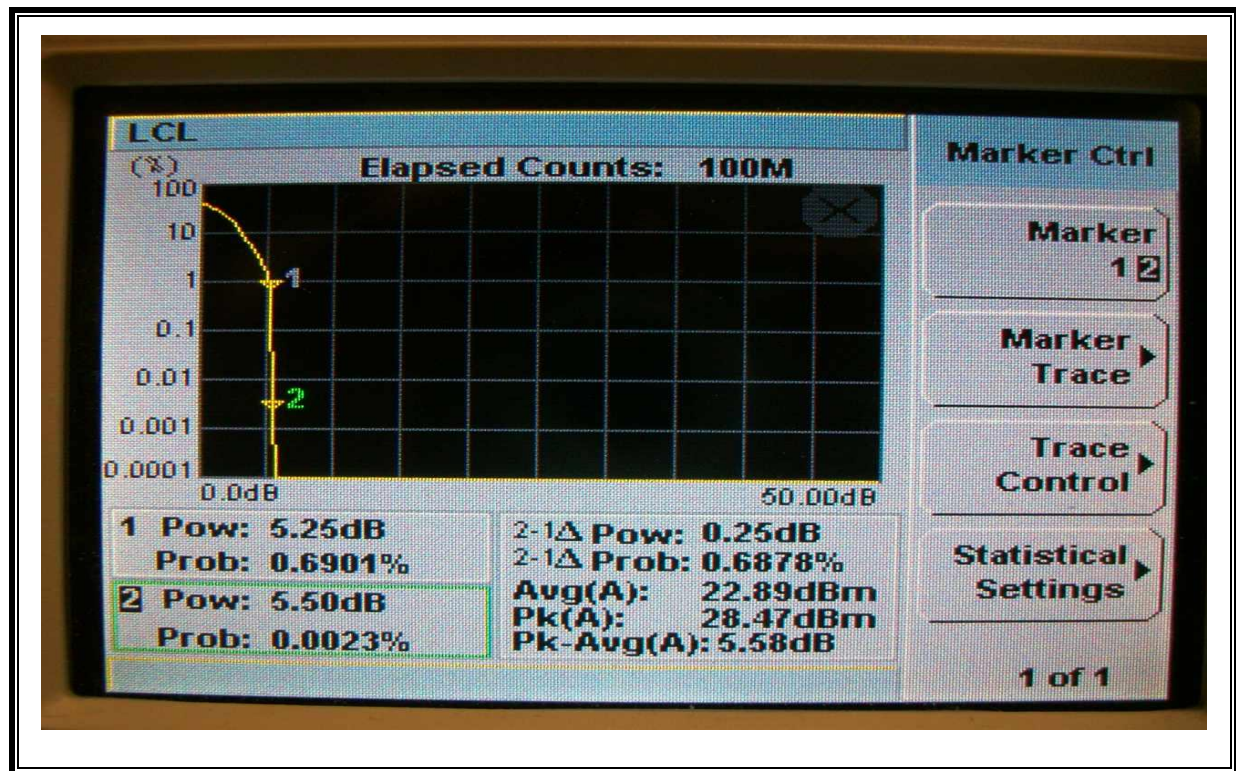 LCL
(%)
Elapsed Counts: 100M
100
10
1
0.1
0.01
0.001
0.0001
1
2
0.0dB
50.00dB
1 Pow: 5.25dB
Prob: 0.6901%
2 Pow: 5.50dB
Prob: 0.0023%
2-1Δ Pow: 0.25dB
2-1Δ Prob: 0.6878%
Avg(A): 22.89dBm
Pk(A): 28.47dBm
Pk-Avg(A): 5.58dB
Marker Ctrl
Marker
1 2
Marker
Trace
Trace
Control
Statistical
Settings
1 of 1